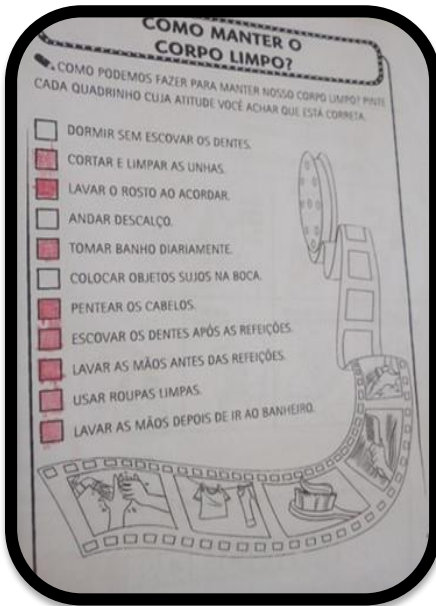 COMO MANTER O
CORPO LIMPO?
COMO PODEMOS FAZER PARA MANTER NOSSO CORPO LIMPO? PINTE
CADA QUADRINHO CUJA ATITUDE VOCÊ ACHAR QUE ESTÁ CORRETA.
DORMIR SEM ESCOVAR OS DENTES.
CORTAR E LIMPAR AS UNHAS.
LAVAR O ROSTO AO ACORDAR.
ANDAR DESCALÇO.
TOMAR BANHO DIARIAMENTE.
COLOCAR OBJETOS SUJOS NA BOCA.
PENTEAR OS CABELOS.
ESCOVAR OS DENTES APÓS AS REFEIÇÕES.
LAVAR AS MÃOS ANTES DAS REFEIÇÕES.
USAR ROUPAS LIMPAS.
LAVAR AS MÃOS DEPOIS DE IR AO BANHEIRO.